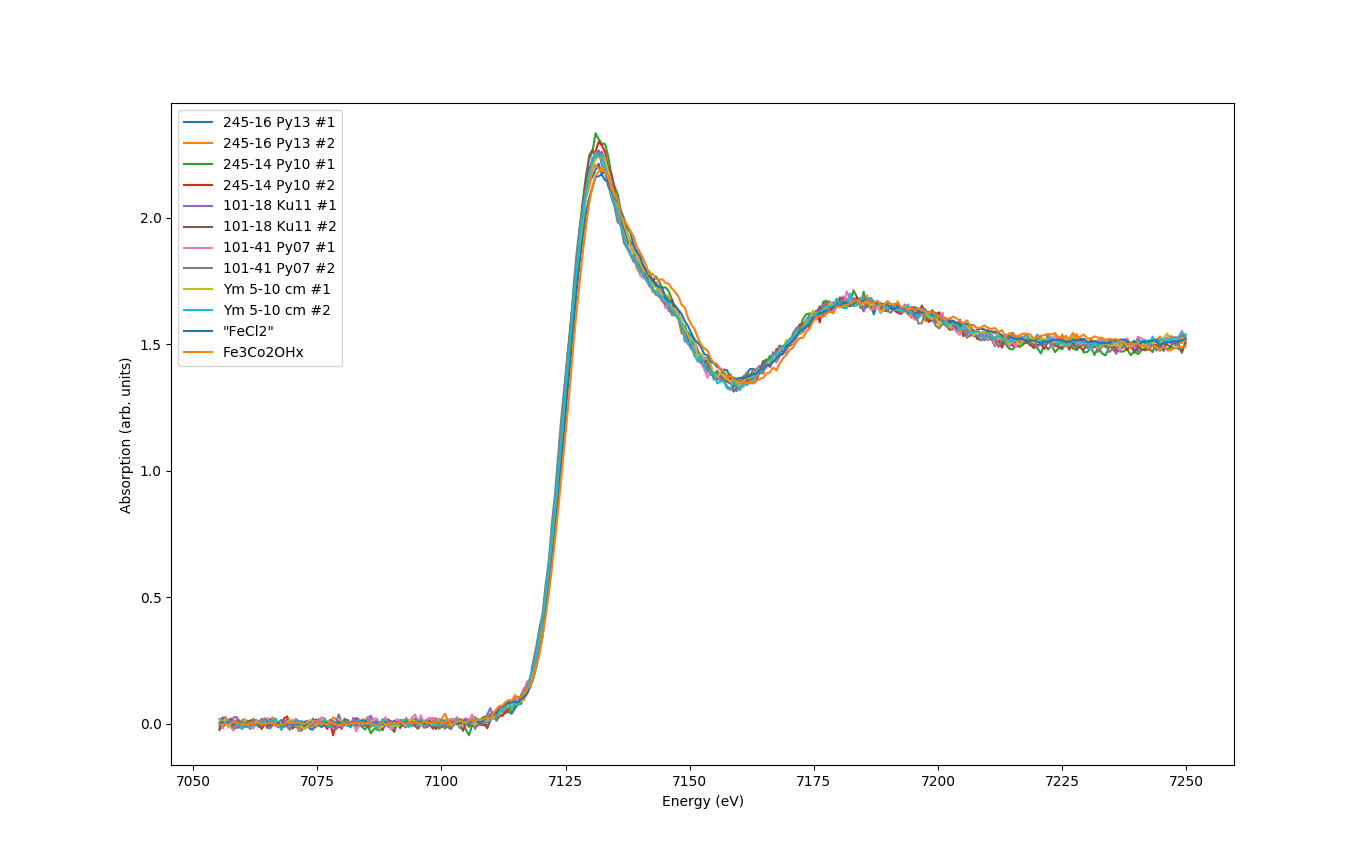 245-16 Py13 #1
245-16 Py13 #2
245-14 Py10 #1
245-14 Py10 #2
101-18 Ku11 #1
101-18 Ku11 #2
101-41 Py07 #1
101-41 Py07 #2
Ym 5-10 cm #1
Ym 5-10 cm #2
"FeCl2"
Fe3Co2OHx
2.0
1.5
1.0
0.5
0.0
Absorption (arb. units)
7050 7075 7100 7125 7150 7175 7200 7225 7250
Energy (eV)